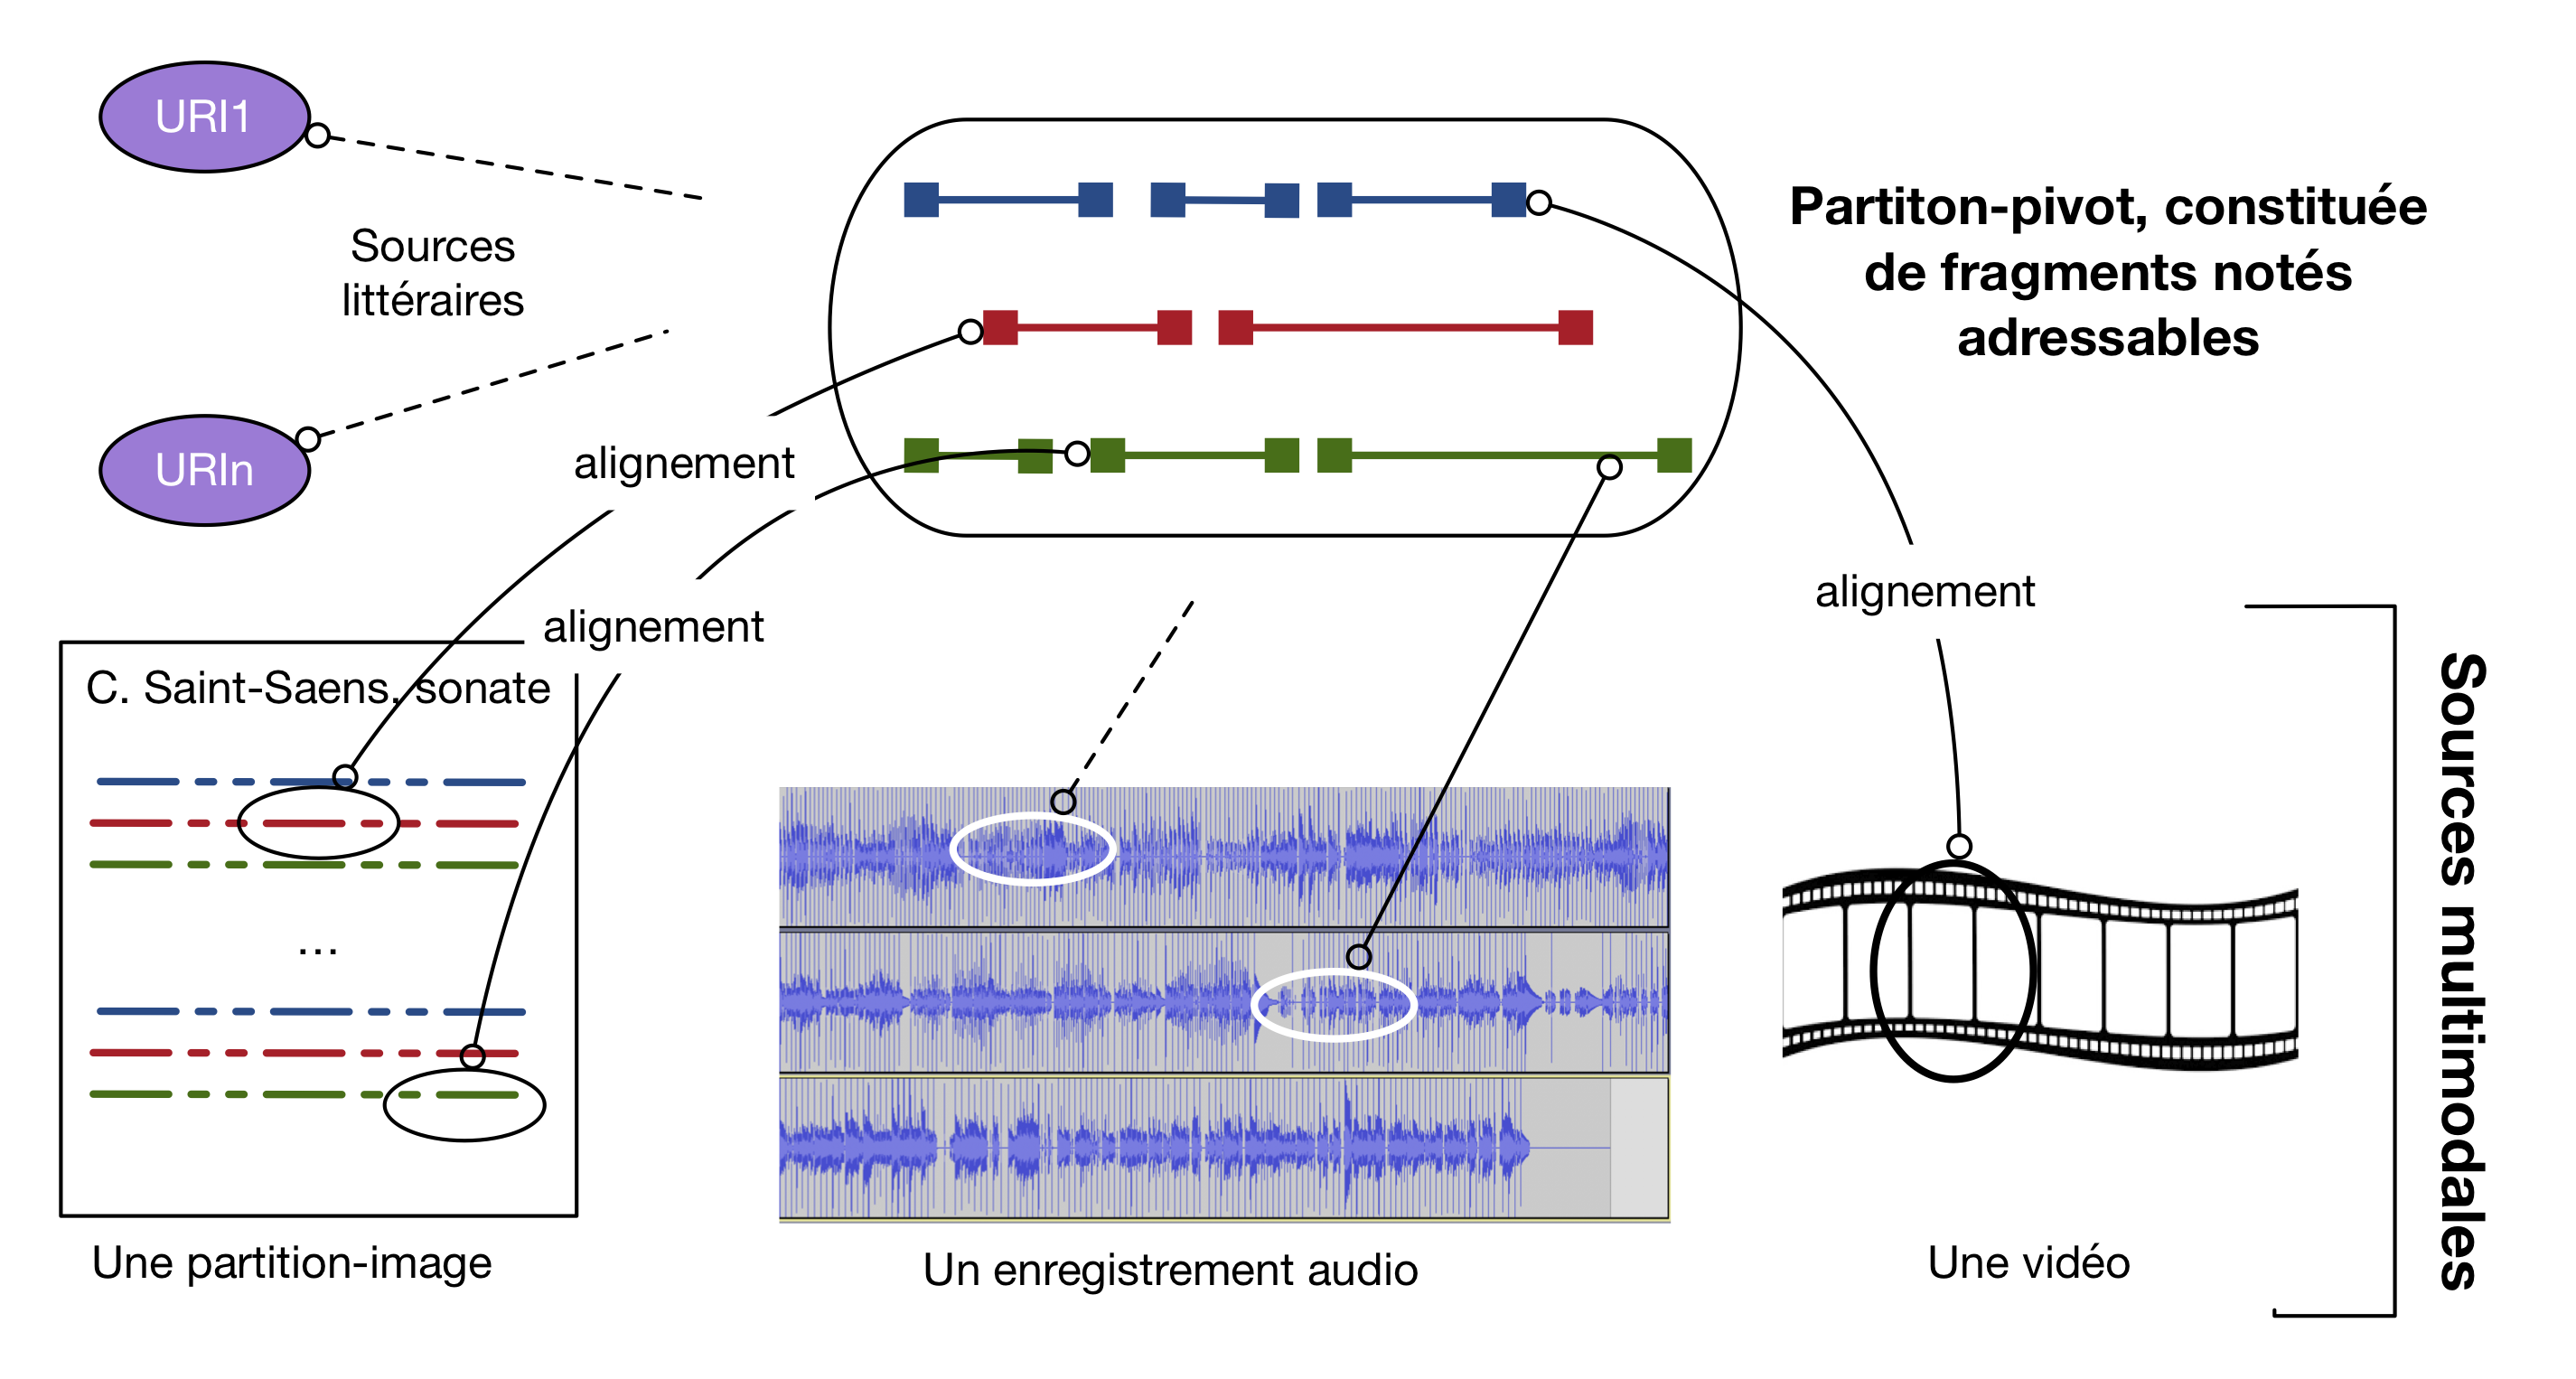 URI1
Sources
littéraires
URIn
Partiton-pivot, constituée
de fragments notés
adressables
alignement
alignement
alignement
C. Saint-Saens, sonate
...
Une partition-image
Un enregistrement audio
Une vidéo
Sources multimodales